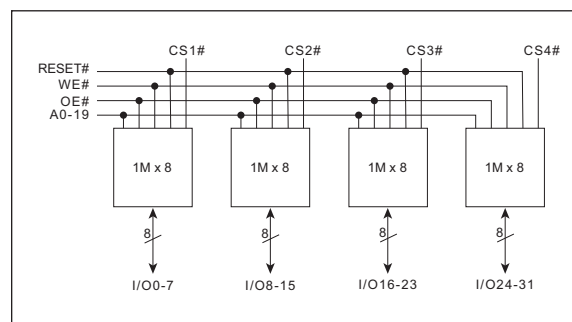 CS1# CS2# CS3# CS4#
RESET#
WE#
OE#
A0-19
1M x 8 1M x 8 1M x 8 1M x 8
8 8 8 8
I/O0-7 I/O8-15 I/O16-23 I/O24-31